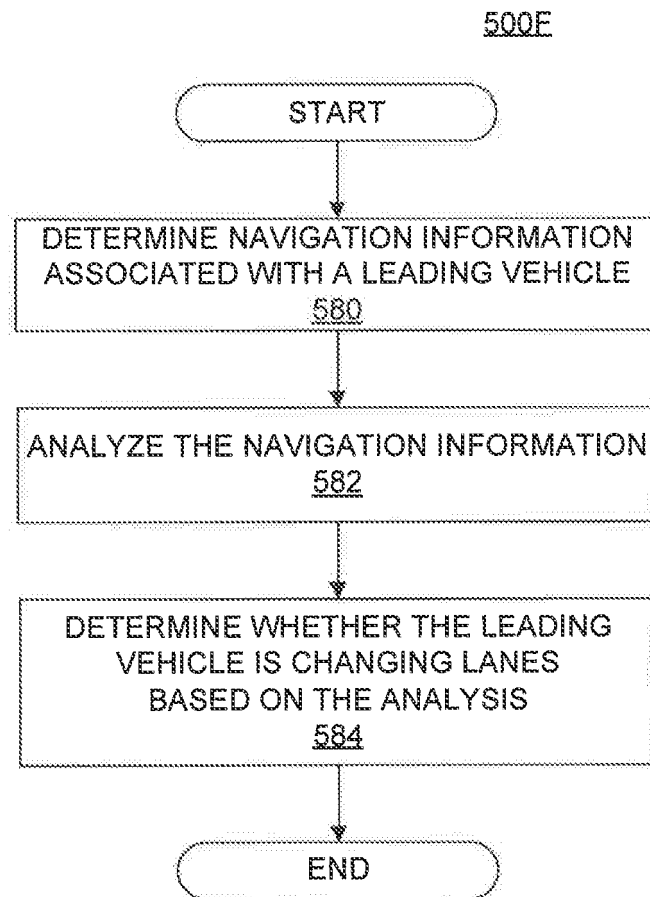 500F
START
DETERMINE NAVIGATION INFORMATION
ASSOCIATED WITH A LEADING VEHICLE
580
ANALYZE THE NAVIGATION INFORMATION
582
DETERMINE WHETHER THE LEADING
VEHICLE IS CHANGING LANES
BASED ON THE ANALYSIS
584
END